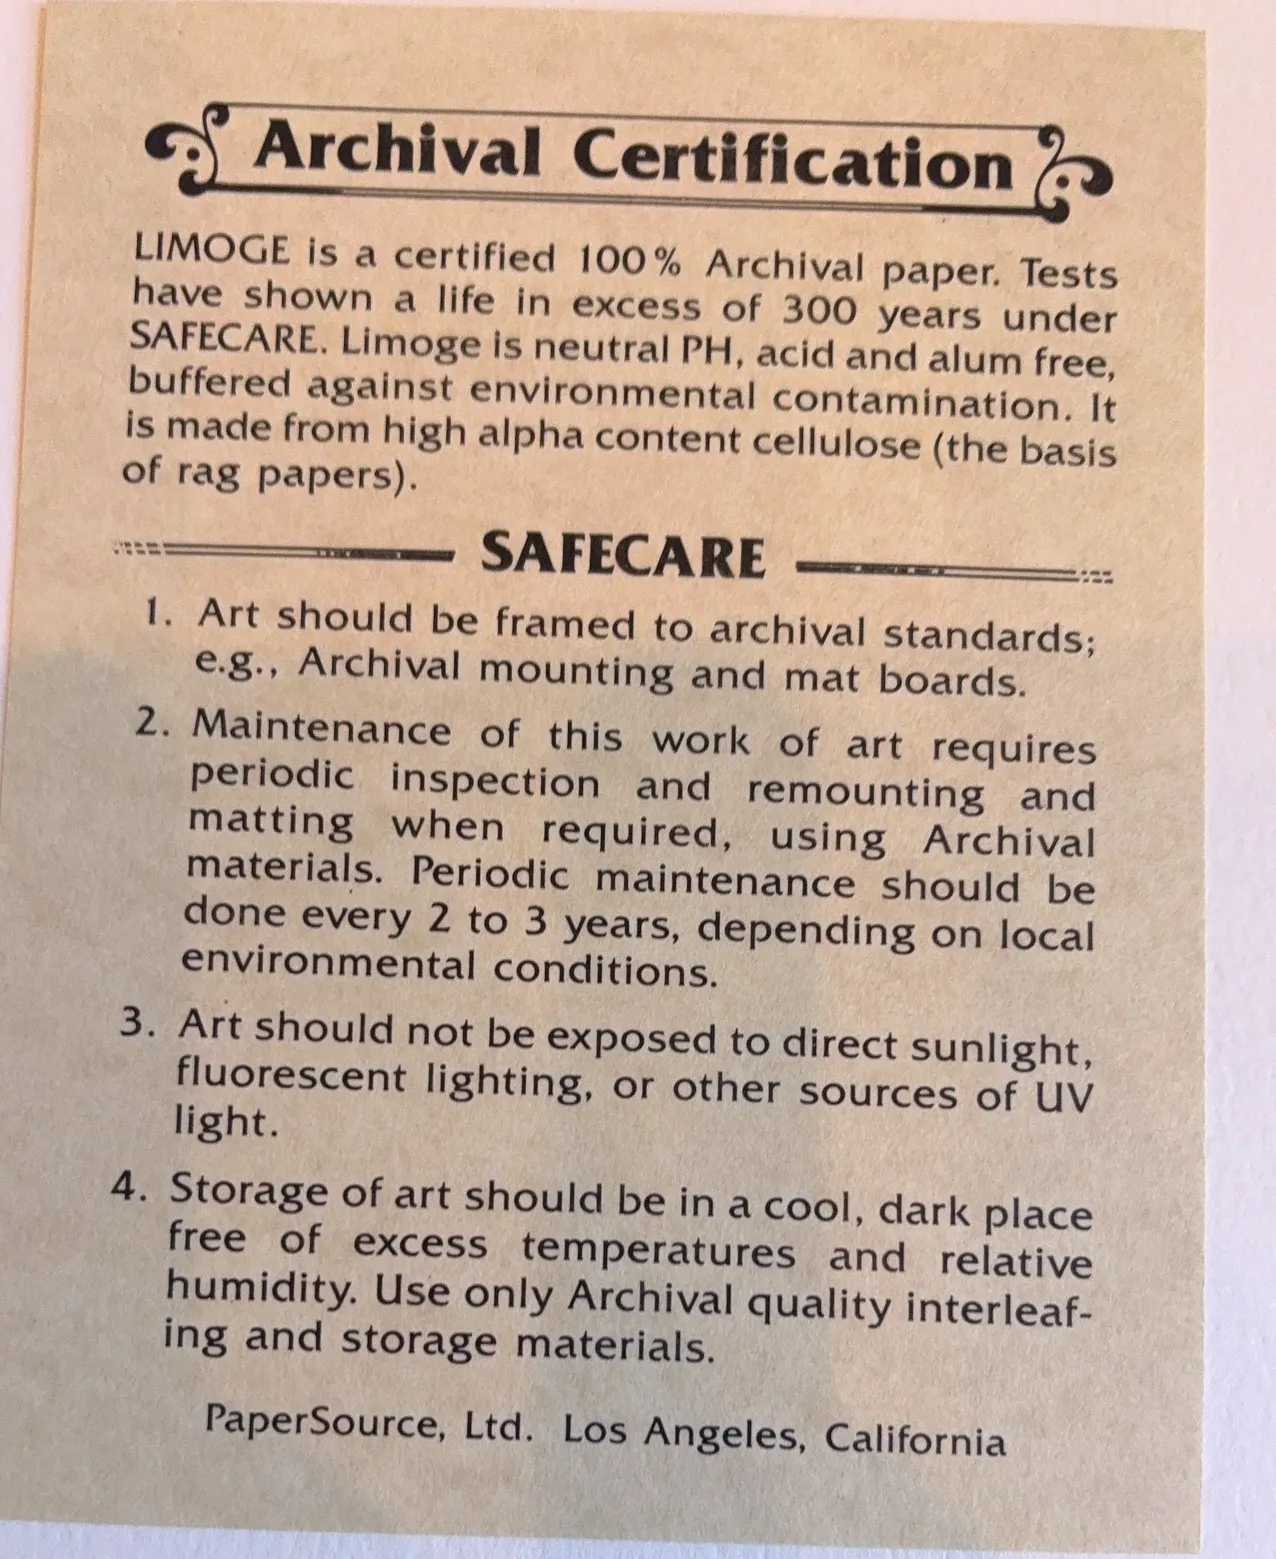 Archival Certification
LIMOGE is a certified 100% Archival paper. Tests
have shown a life in excess of 300 years under
SAFECARE. Limoge is neutral PH, acid and alum free,
buffered against environmental contamination. It
is made from high alpha content cellulose (the basis
of rag papers).
SAFECARE
1. Art should be framed to archival standards;
e.g., Archival mounting and mat boards.
2. Maintenance of this work of art requires
periodic inspection and remounting and
matting when required, using Archival
materials. Periodic maintenance should be
done every 2 to 3 years, depending on local
environmental conditions.
3. Art should not be exposed to direct sunlight,
fluorescent lighting, or other sources of UV
light.
4. Storage of art should be in a cool, dark place
free of excess temperatures and relative
humidity. Use only Archival quality interleaf-
ing and storage materials.
PaperSource, Ltd. Los Angeles, California